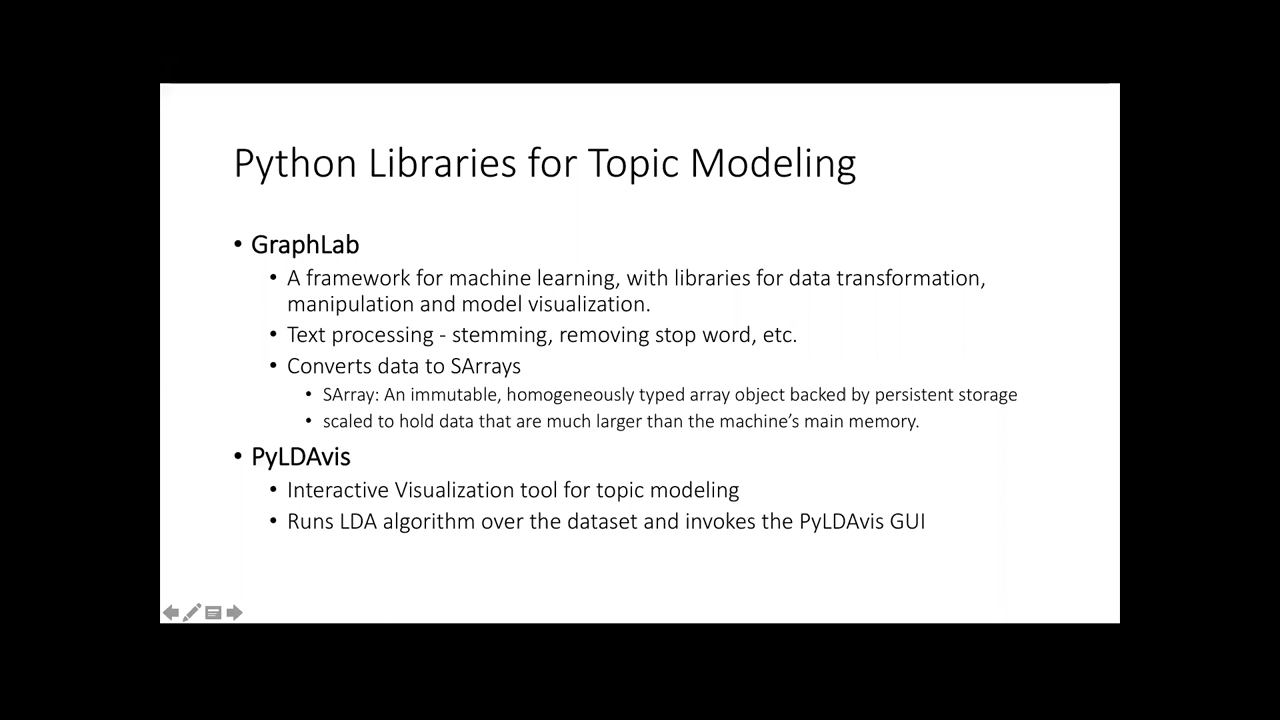 Python Libraries for Topic Modeling
• GraphLab
• A framework for machine learning, with libraries for data transformation,
manipulation and model visualization.
• Text processing - stemming, removing stop word, etc.
• Converts data to SArrays
• SArray: An immutable, homogeneously typed array object backed by persistent storage
• scaled to hold data that are much larger than the machine’s main memory.
• PyLDAvis
• Interactive Visualization tool for topic modeling
• Runs LDA algorithm over the dataset and invokes the PyLDAvis GUI